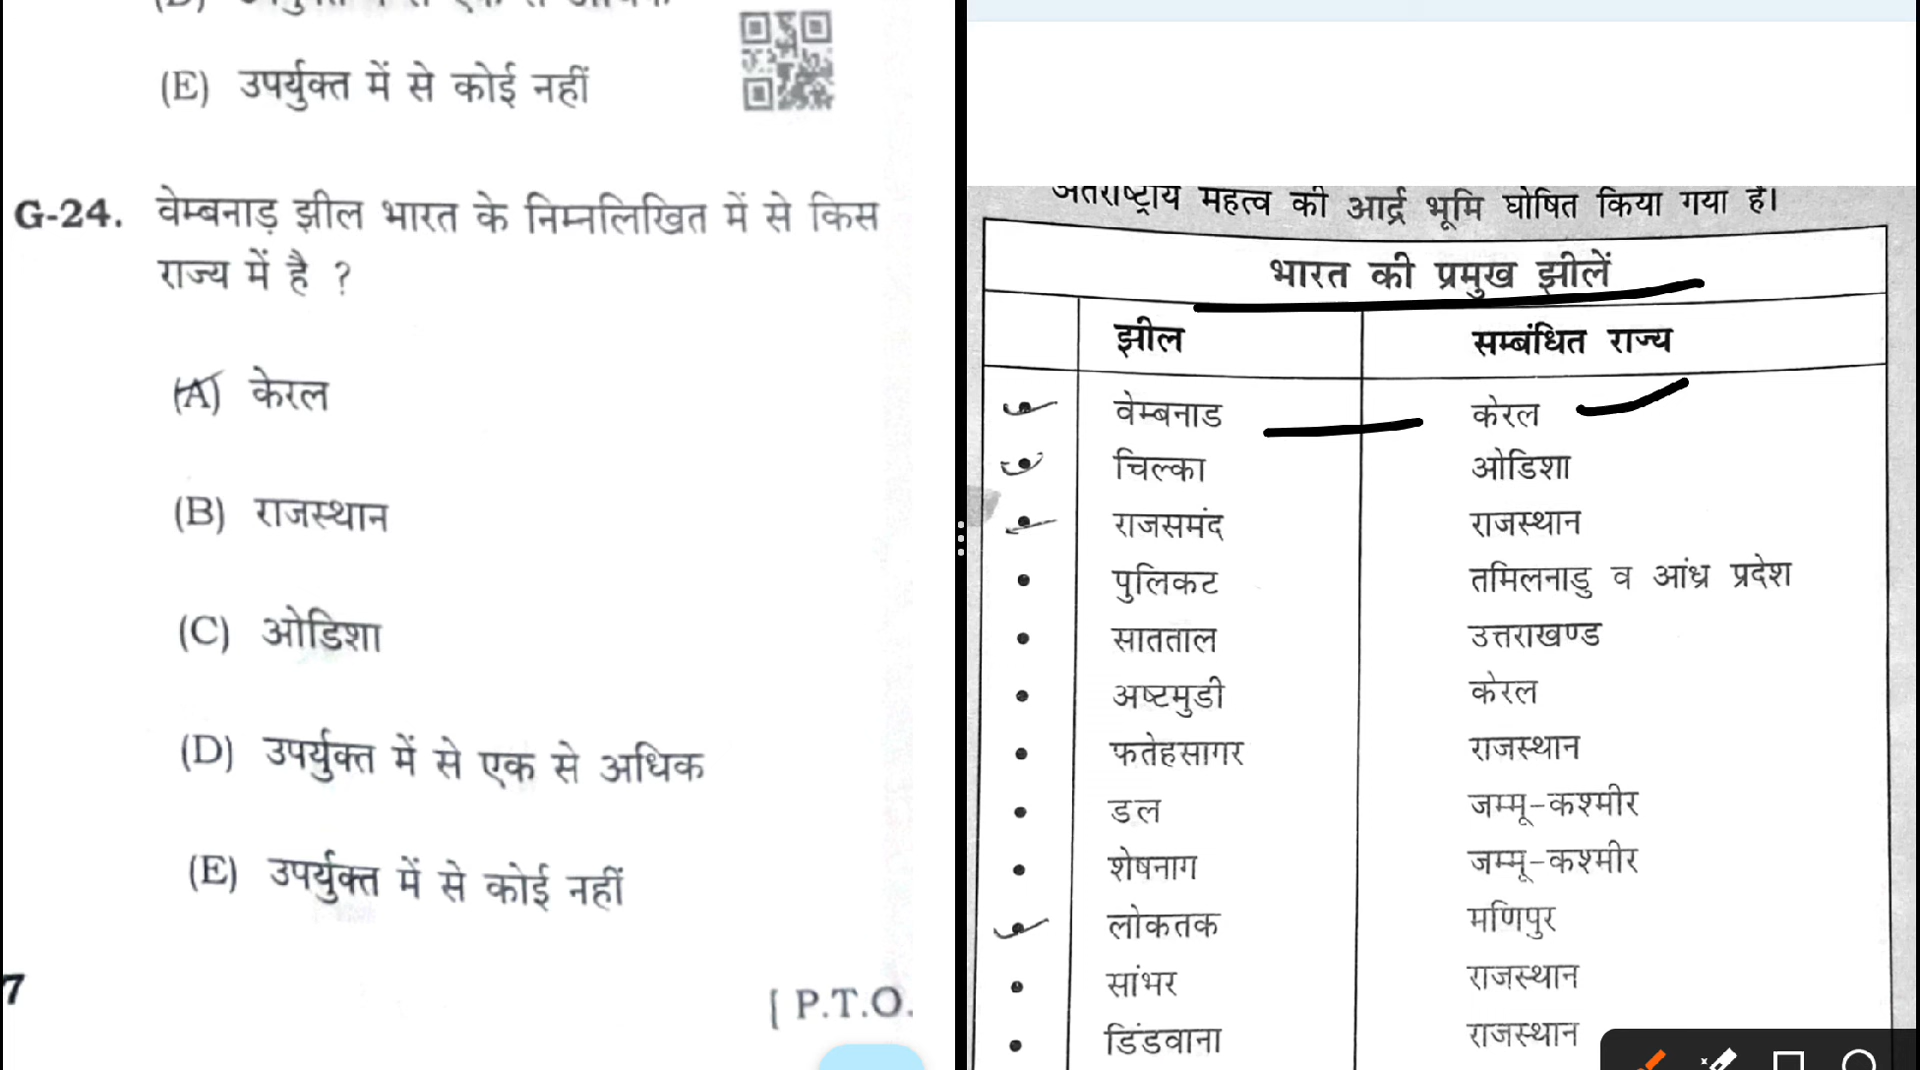 (E) उपर्युक्त में से कोई नहीं
G-24. वेम्बनाड़ झील भारत के निम्नलिखित में से किस
राज्य में है ?
(A) केरल
(B) राजस्थान
(C) ओडिशा
(D) उपर्युक्त में से एक से अधिक
(E) उपर्युक्त में से कोई नहीं
7
[ P.T.O.
अंतर्राष्ट्रीय महत्व की आर्द्र भूमि घोषित किया गया है।
भारत की प्रमुख झीलें
झील सम्बंधित राज्य
• वेम्बनाड केरल
• चिल्का ओडिशा
• राजसमंद राजस्थान
• पुलिकट तमिलनाडु व आंध्र प्रदेश
• सातताल उत्तराखण्ड
• अष्टमुडी केरल
• फतेहसागर राजस्थान
• डल जम्मू-कश्मीर
• शेषनाग जम्मू-कश्मीर
• लोकतक मणिपुर
• सांभर राजस्थान
• डिंडवाना राजस्थान